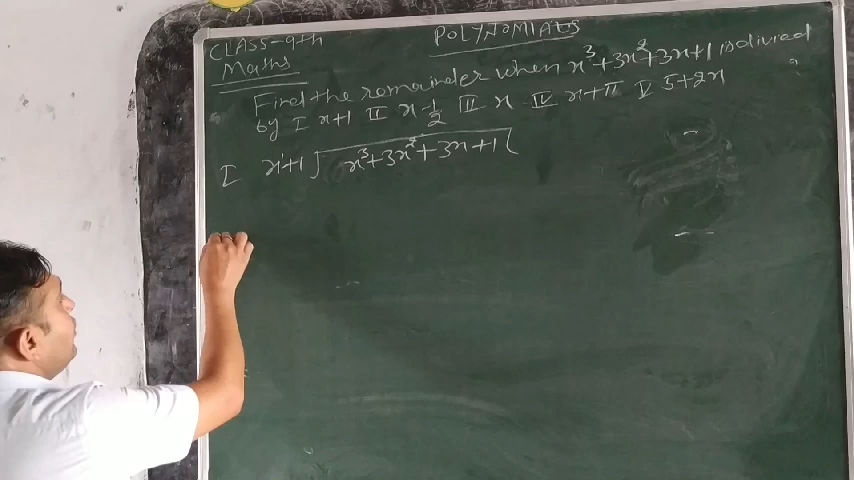 CLASS-9th
POLYNOMIALS
Maths
Find the remainder when x³+3x²+3x+1 is divired
by I x+1 II x-1/2 III x IV x+π V 5+2x ?
I x+1)x³+3x²+3x+1(